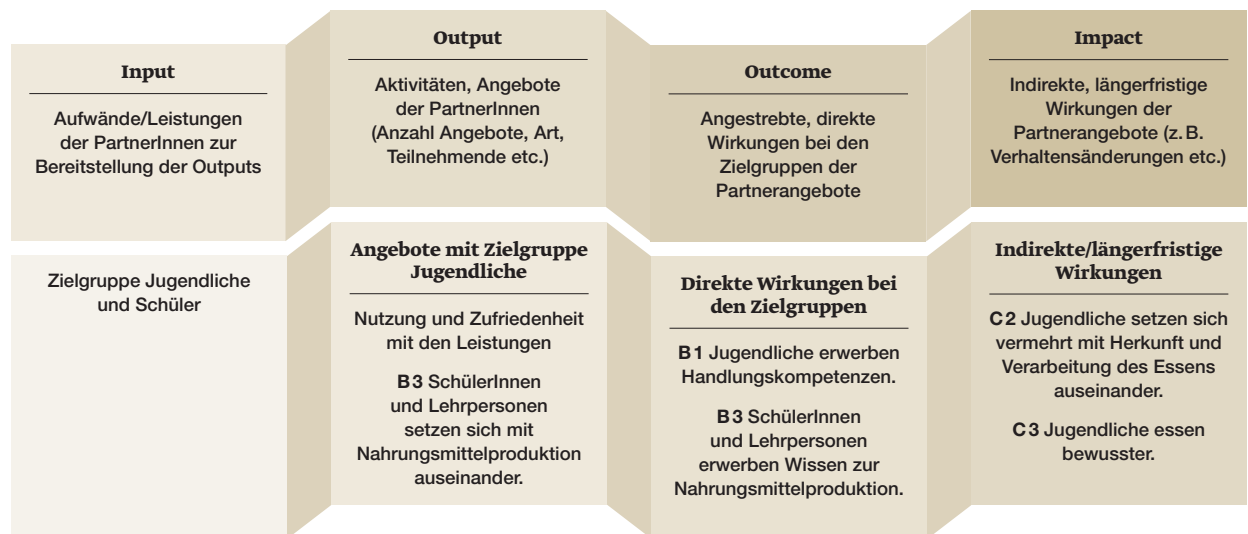 Input
Aufwände/Leistungen
der PartnerInnen zur
Bereitstellung der Outputs
Output
Aktivitäten, Angebote
der PartnerInnen
(Anzahl Angebote, Art,
Teilnehmende etc.)
Outcome
Angestrebte, direkte
Wirkungen bei den
Zielgruppen der
Partnerangebote
Impact
Indirekte, längerfristige
Wirkungen der
Partnerangebote (z. B.
Verhaltensänderungen etc.)
Zielgruppe Jugendliche
und Schüler
Angebote mit Zielgruppe
Jugendliche
Nutzung und Zufriedenheit
mit den Leistungen
B 3 SchülerInnen
und Lehrpersonen
setzen sich mit
Nahrungsmittelproduktion
auseinander.
Direkte Wirkungen bei
den Zielgruppen
B 1 Jugendliche erwerben
Handlungskompetenzen.
B 3 SchülerInnen
und Lehrpersonen
erwerben Wissen zur
Nahrungsmittelproduktion.
Indirekte/längerfristige
Wirkungen
C 2 Jugendliche setzen sich
vermehrt mit Herkunft und
Verarbeitung des Essens
auseinander.
C 3 Jugendliche essen
bewusster.